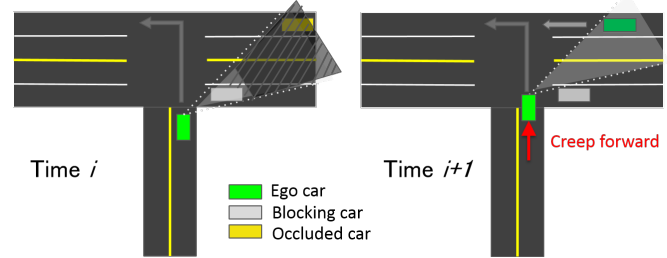 Time i
Time i+1
Creep forward
Ego car
Blocking car
Occluded car